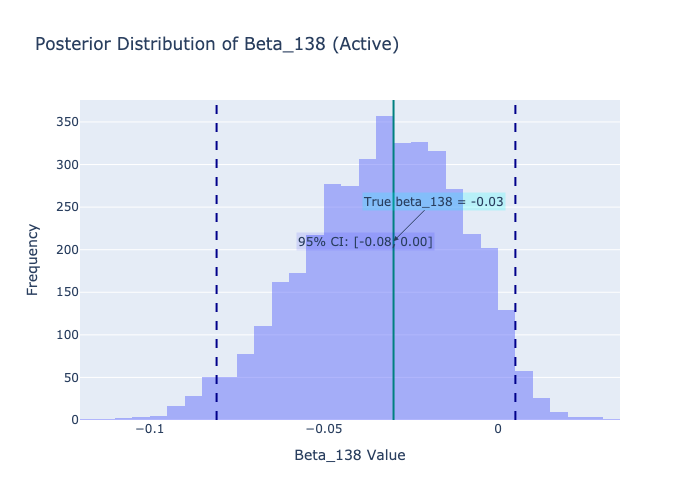 Posterior Distribution of Beta_138 (Active)
350
300
250
200
150
100
50
0
Frequency
True beta_138 = -0.03
95% CI: [-0.08, 0.00]
−0.1
−0.05
0
Beta_138 Value